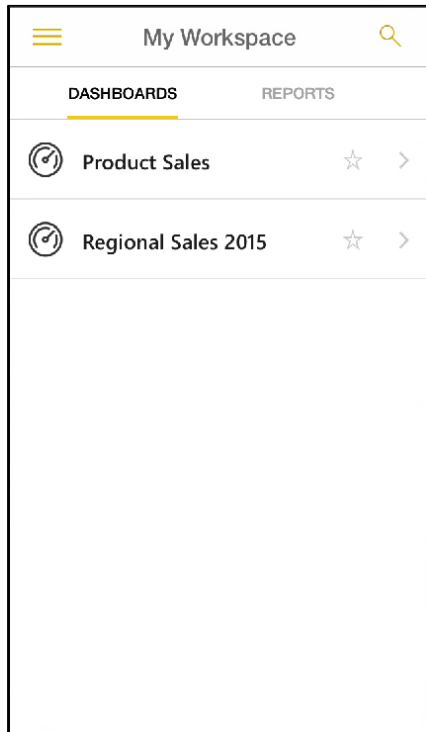 My Workspace
DASHBOARDS REPORTS
Product Sales
Regional Sales 2015